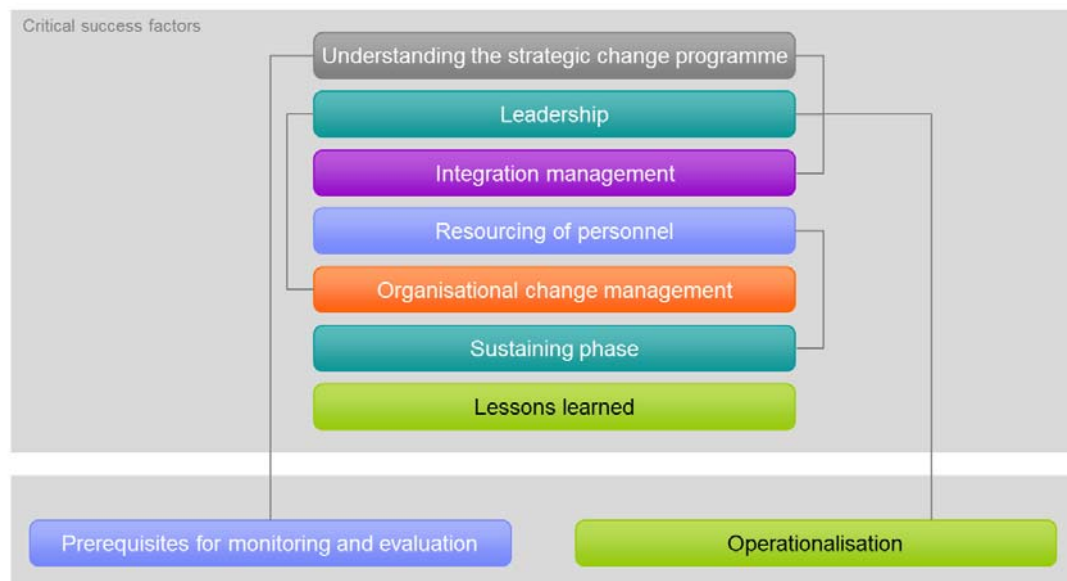 Critical success factors
Understanding the strategic change programme
Leadership
Integration management
Resourcing of personnel
Organisational change management
Sustaining phase
Lessons learned
Prerequisites for monitoring and evaluation
Operationalisation